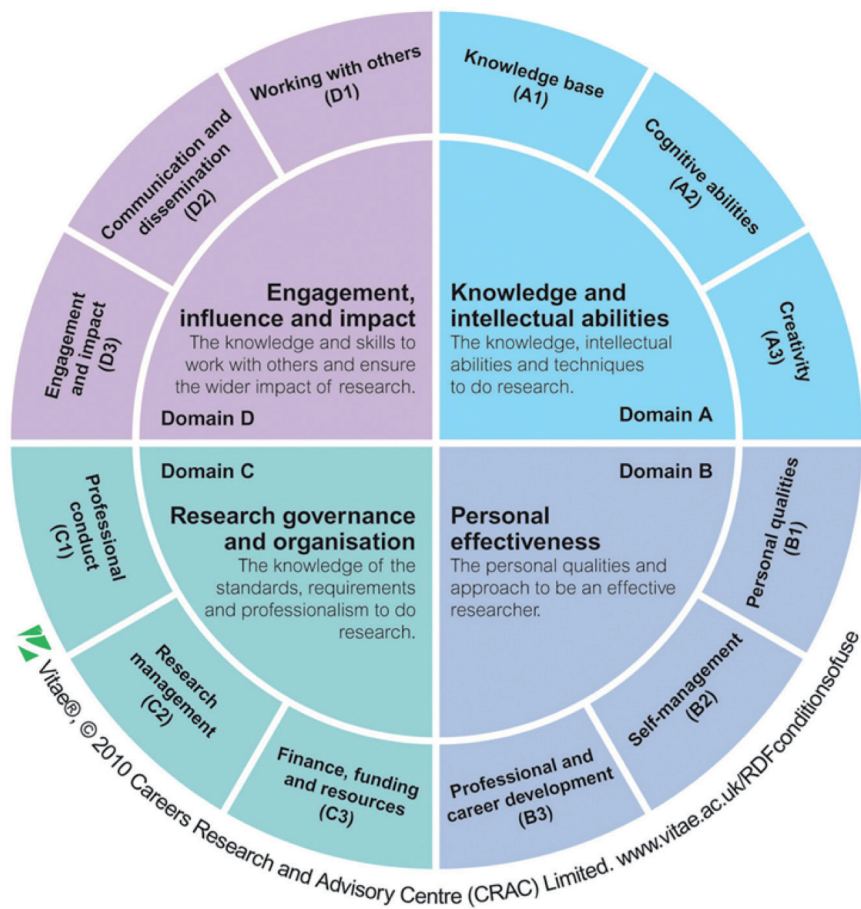 Working with others
(D1)
Knowledge base
(A1)
Communication and
dissemination
(D2)
Cognitive abilities
(A2)
Engagement
and impact
(D3)
Creativity
(A3)
Engagement,
influence and impact
The knowledge and skills to
work with others and ensure
the wider impact of research.
Domain D
Knowledge and
intellectual abilities
The knowledge, intellectual
abilities and techniques
to do research.
Domain A
Domain C
Research governance
and organisation
The knowledge of the
standards, requirements
and professionalism to do
research.
Domain B
Personal
effectiveness
The personal qualities and
approach to be an effective
researcher.
Professional
conduct
(C1)
Personal qualities
(B1)
Research
management
(C2)
Self-management
(B2)
Finance, funding
and resources
(C3)
Professional and
career development
(B3)
Vitae®, © 2010 Careers Research and Advisory Centre (CRAC) Limited. www.vitae.ac.uk/RDFconditionsofuse